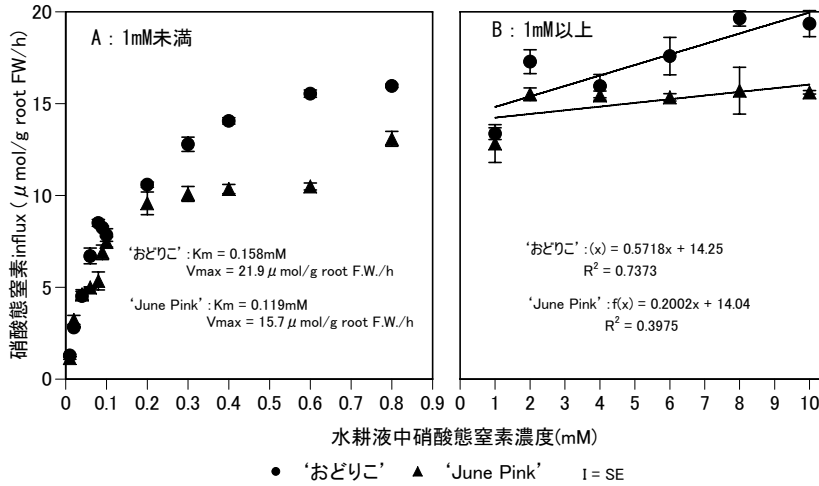 硝酸態窒素influx (μmol/g root FW/h)
20
15
10
5
0
A：1mM未満
'おどりこ' :Km = 0.158mM
Vmax = 21.9μmol/g root F.W./h
'June Pink' :Km = 0.119mM
Vmax = 15.7μmol/g root F.W./h
0 0.1 0.2 0.3 0.4 0.5 0.6 0.7 0.8 0.9
B：1mM以上
'おどりこ' :(x) = 0.5718x + 14.25
R² = 0.7373
'June Pink' :f(x) = 0.2002x + 14.04
R² = 0.3975
0 1 2 3 4 5 6 7 8 9 10
水耕液中硝酸態窒素濃度(mM)
● 'おどりこ' ▲ 'June Pink' I = SE